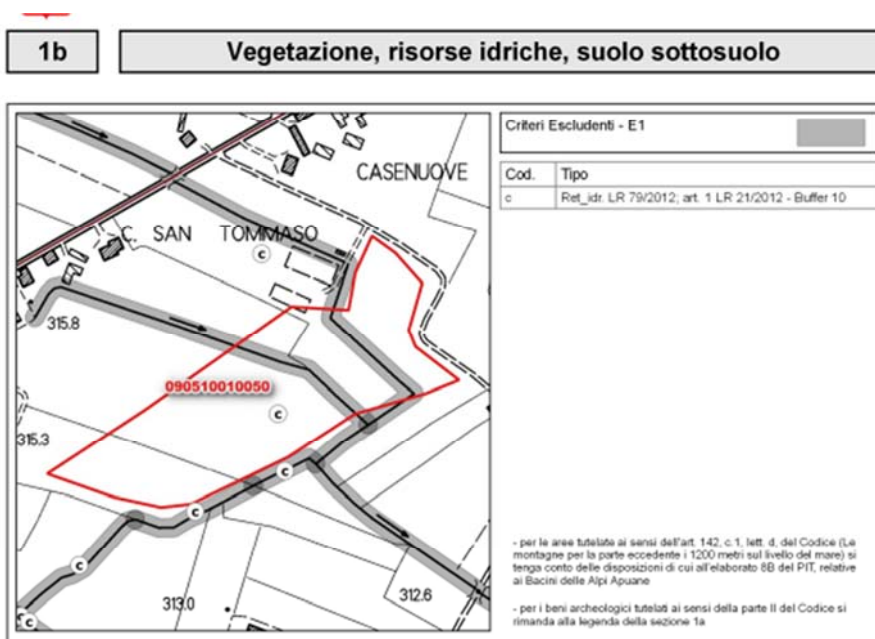 1b
Vegetazione, risorse idriche, suolo sottosuolo
Criteri Escludenti - E1
Cod. Tipo
c Ret_idr. LR 79/2012; art. 1 LR 21/2012 - Buffer 10
CASENUOVE
C. SAN TOMMASO
c
315.8
090510010050
c
315.3
c
c
c
313.0
312.6
c
- per le aree tutelate ai sensi dell'art. 142, c.1, lett. d, del Codice (Le
montagne per la parte eccedente i 1200 metri sul livello del mare) si
tenga conto delle disposizioni di cui all'elaborato 8B del PIT, relative
ai Bacini delle Alpi Apuane
- per i beni archeologici tutelati ai sensi della parte II del Codice si
rimanda alla legenda della sezione 1a